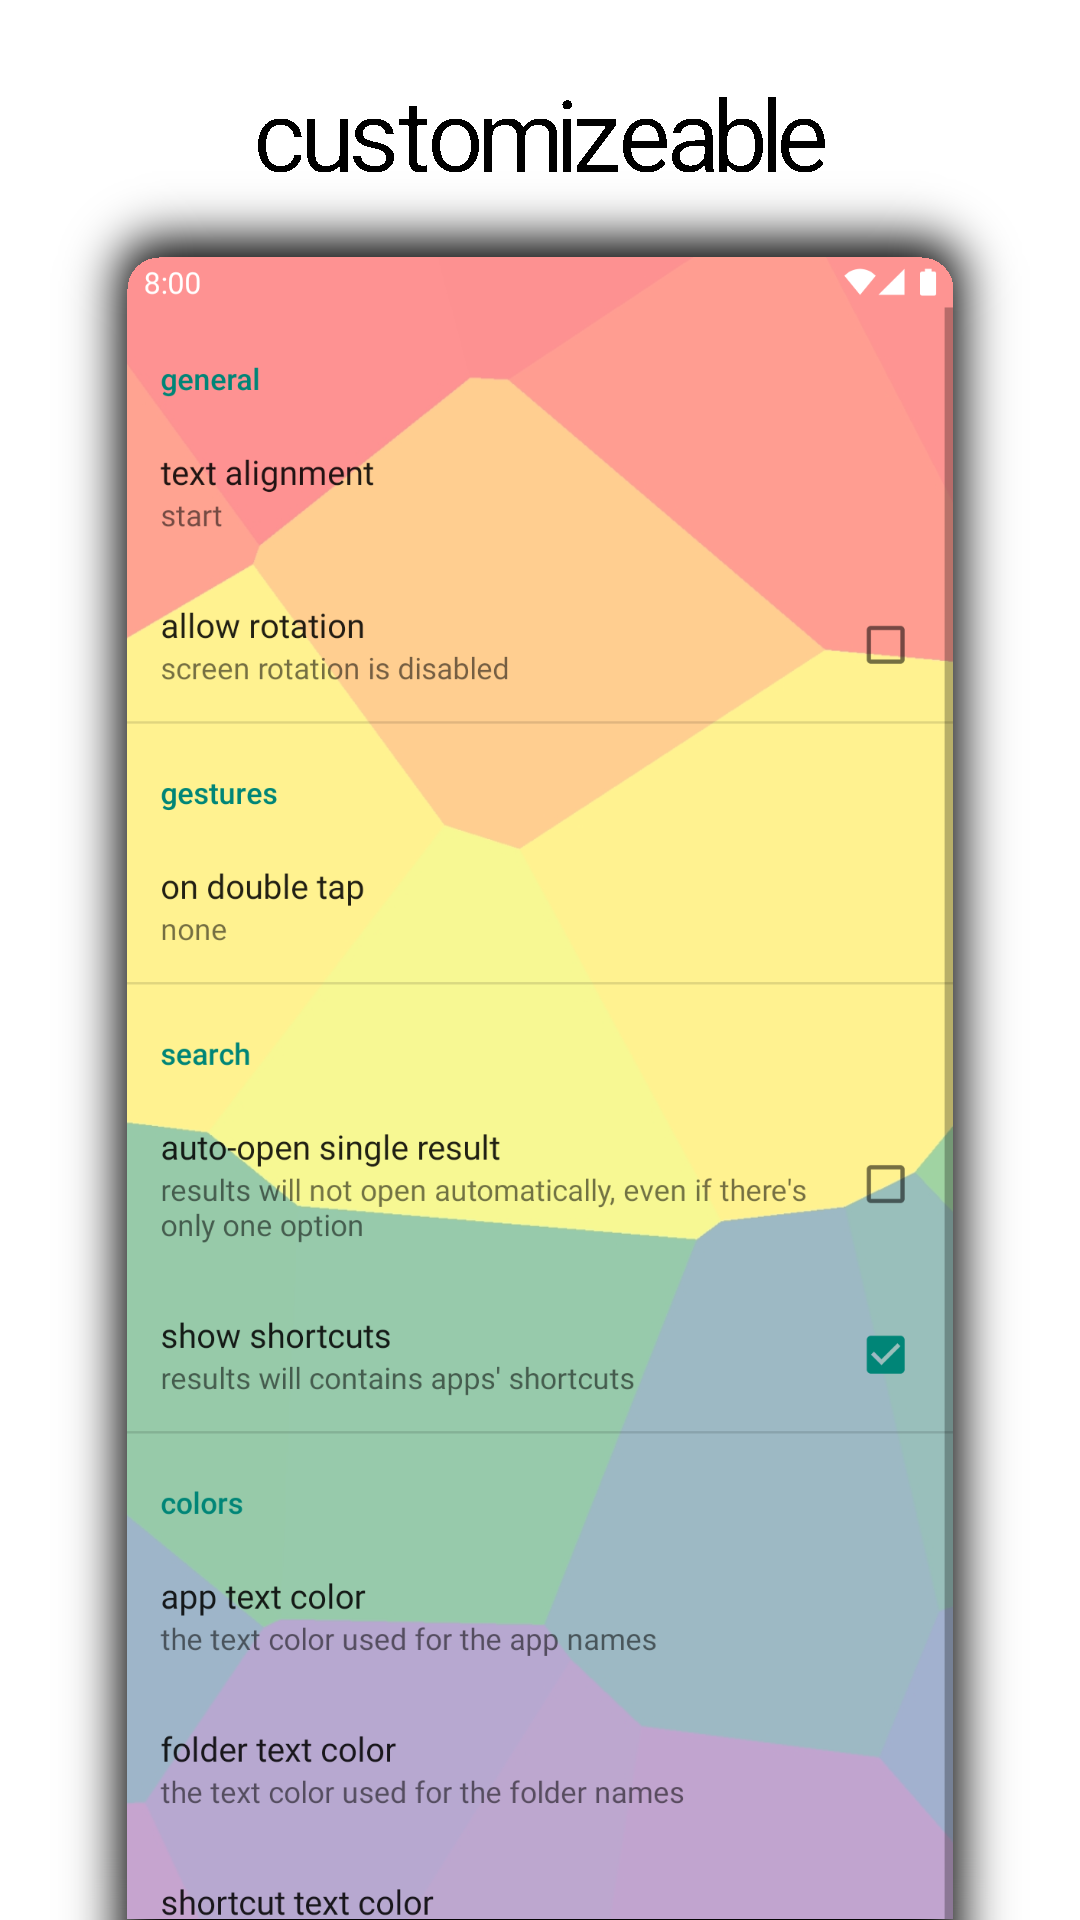 customizeable
8:00
general
text alignment
start
allow rotation
screen rotation is disabled
gestures
on double tap
none
search
auto-open single result
results will not open automatically, even if there's
only one option
show shortcuts
results will contains apps' shortcuts
colors
app text color
the text color used for the app names
folder text color
the text color used for the folder names
shortcut text color